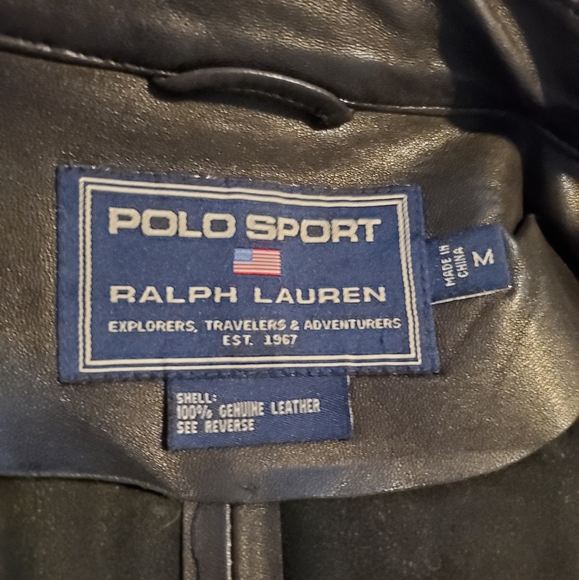 POLO SPORT
RALPH LAUREN
EXPLORERS, TRAVELERS & ADVENTURERS
EST. 1967
MADE IN
CHINA
M
SHELL:
100% GENUINE LEATHER
SEE REVERSE